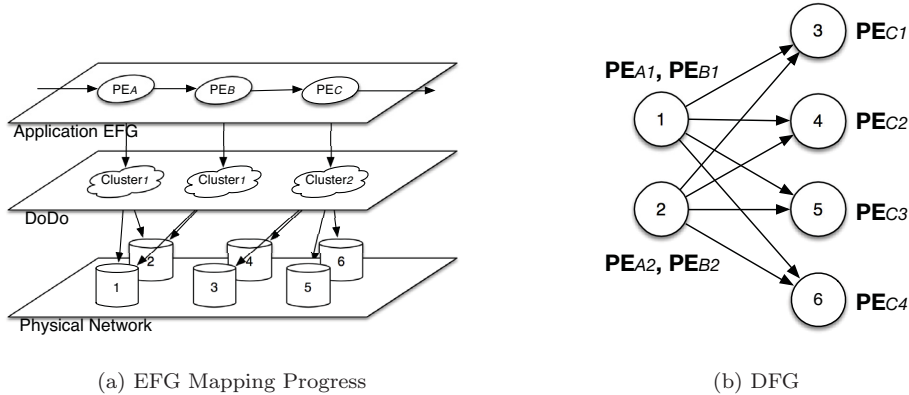 PEA
PEB
PEC
Application EFG
Cluster1
Cluster1
Cluster2
DoDo
2
4
6
1
3
5
Physical Network
(a) EFG Mapping Progress
3
PEC1
PEA1, PEB1
1
4
PEC2
2
5
PEC3
PEA2, PEB2
6
PEC4
(b) DFG